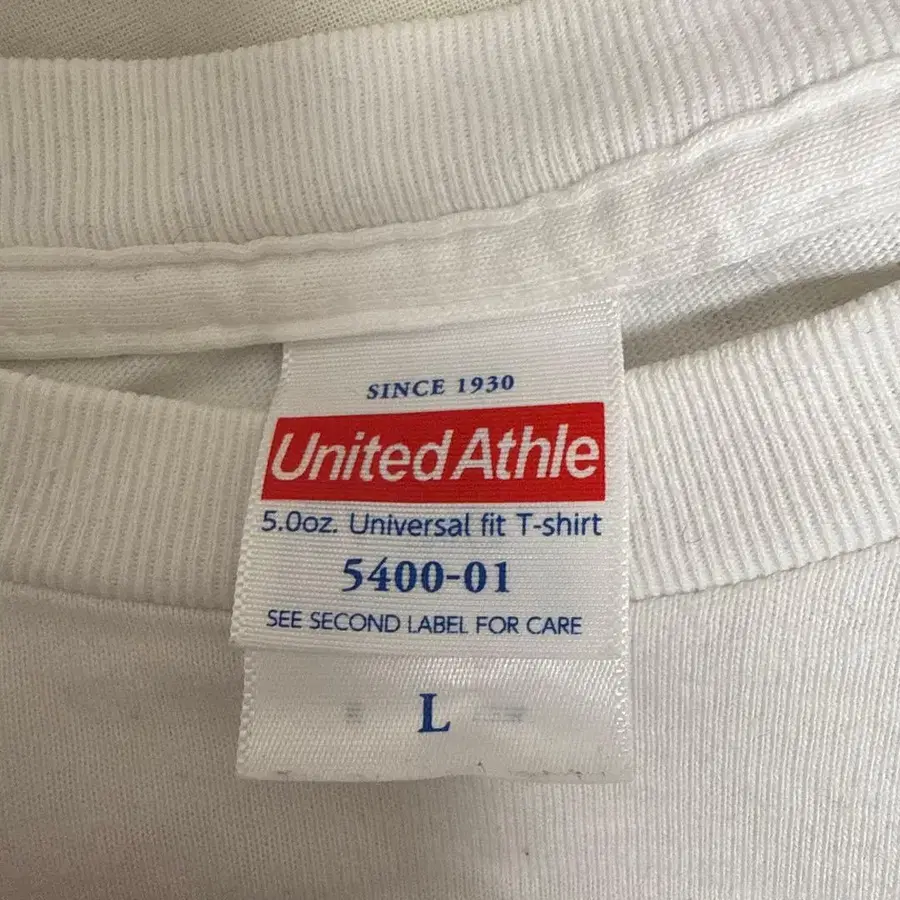 SINCE 1930
United Athle
5.0oz. Universal fit T-shirt
5400-01
SEE SECOND LABEL FOR CARE
L